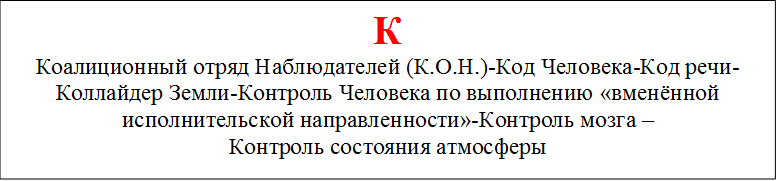 К
Коалиционный отряд Наблюдателей (К.О.Н.)-Код Человека-Код речи-
Коллайдер Земли-Контроль Человека по выполнению «вменённой
исполнительской направленности»-Контроль мозга –
Контроль состояния атмосферы